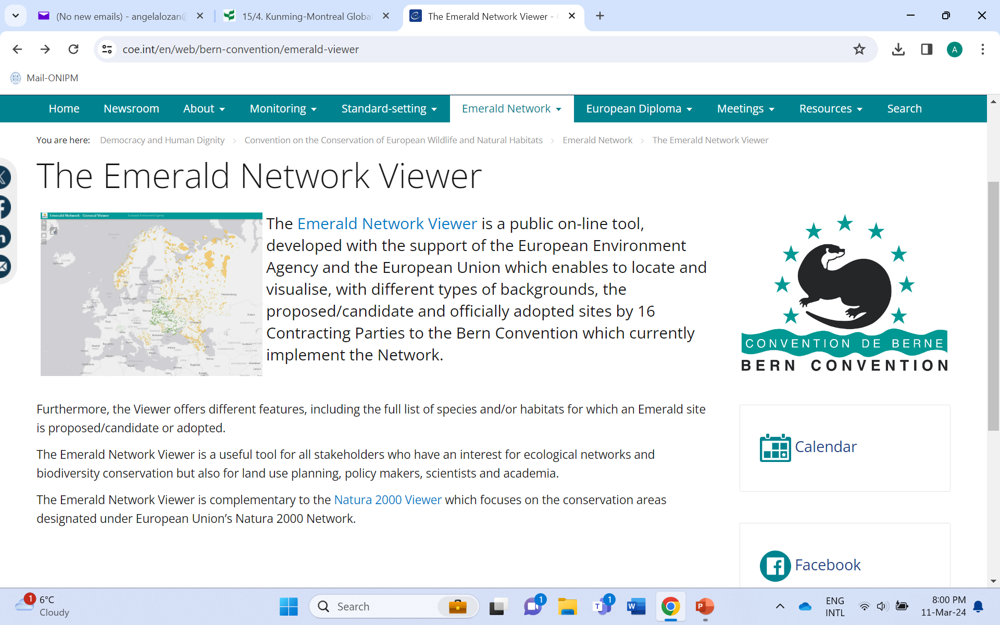 (No new emails) - angelalozan@
15/4. Kunming-Montreal Globa
The Emerald Network Viewer -
coe.int/en/web/bern-convention/emerald-viewer
A
Mail-ONIPM
Home Newsroom About Monitoring Standard-setting Emerald Network European Diploma Meetings Resources Search
You are here: Democracy and Human Dignity > Convention on the Conservation of European Wildlife and Natural Habitats > Emerald Network > The Emerald Network Viewer
The Emerald Network Viewer
Emerald Network - General Viewer European Environment Agency
The Emerald Network Viewer is a public on-line tool,
developed with the support of the European Environment
Agency and the European Union which enables to locate and
visualise, with different types of backgrounds, the
proposed/candidate and officially adopted sites by 16
Contracting Parties to the Bern Convention which currently
implement the Network.
CONVENTION DE BERNE
BERN CONVENTION
Furthermore, the Viewer offers different features, including the full list of species and/or habitats for which an Emerald site
is proposed/candidate or adopted.
The Emerald Network Viewer is a useful tool for all stakeholders who have an interest for ecological networks and
biodiversity conservation but also for land use planning, policy makers, scientists and academia.
The Emerald Network Viewer is complementary to the Natura 2000 Viewer which focuses on the conservation areas
designated under European Union's Natura 2000 Network.
Calendar
Facebook
1
6°C
Cloudy
Search
1
T
1
W
P
ENG
INTL
8:00 PM
11-Mar-24